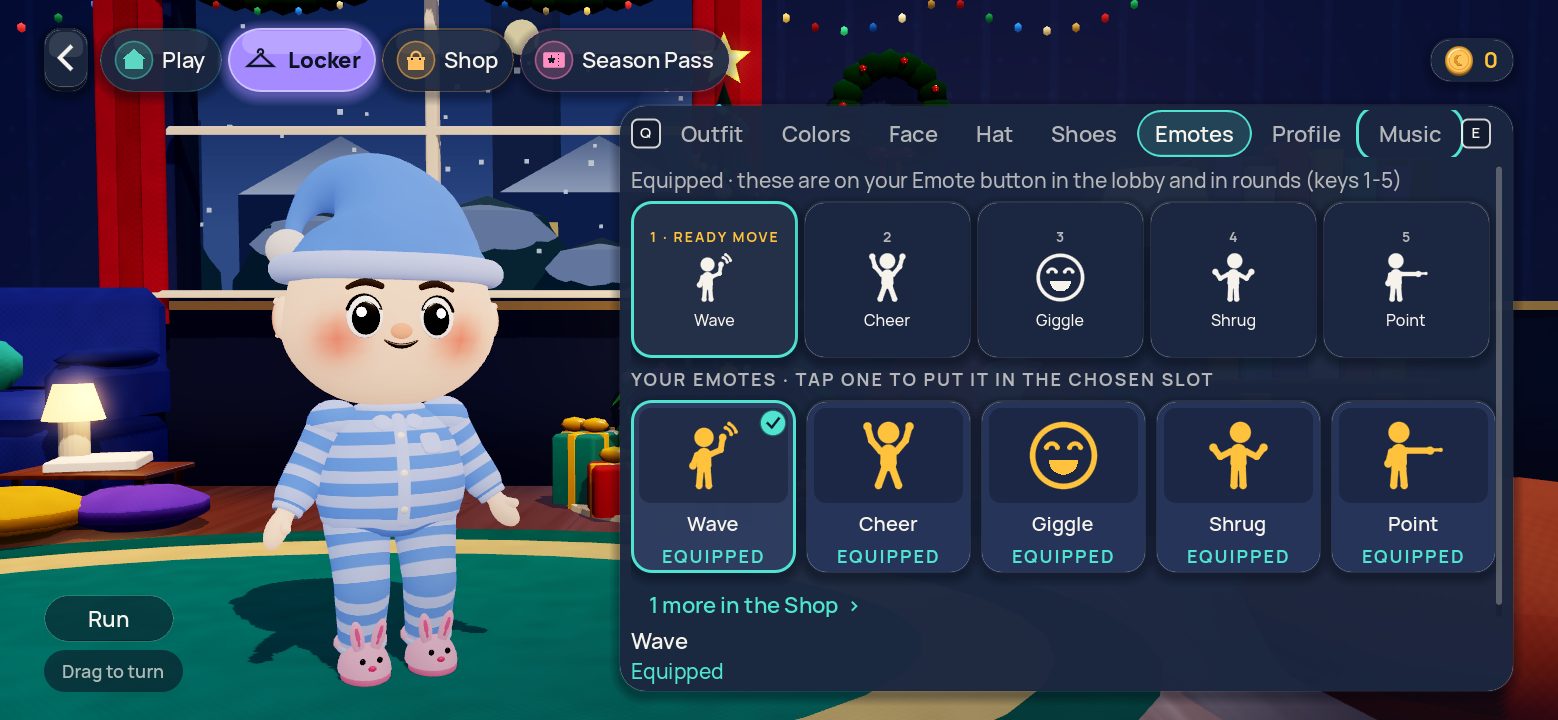 Play
Locker
Shop
Season Pass
0
Q
Outfit
Colors
Face
Hat
Shoes
Emotes
Profile
Music
E
Equipped · these are on your Emote button in the lobby and in rounds (keys 1-5)
1 · READY MOVE
2
3
4
5
Wave
Cheer
Giggle
Shrug
Point
YOUR EMOTES · TAP ONE TO PUT IT IN THE CHOSEN SLOT
Wave
Cheer
Giggle
Shrug
Point
EQUIPPED
EQUIPPED
EQUIPPED
EQUIPPED
EQUIPPED
1 more in the Shop ›
Wave
Equipped
Run
Drag to turn